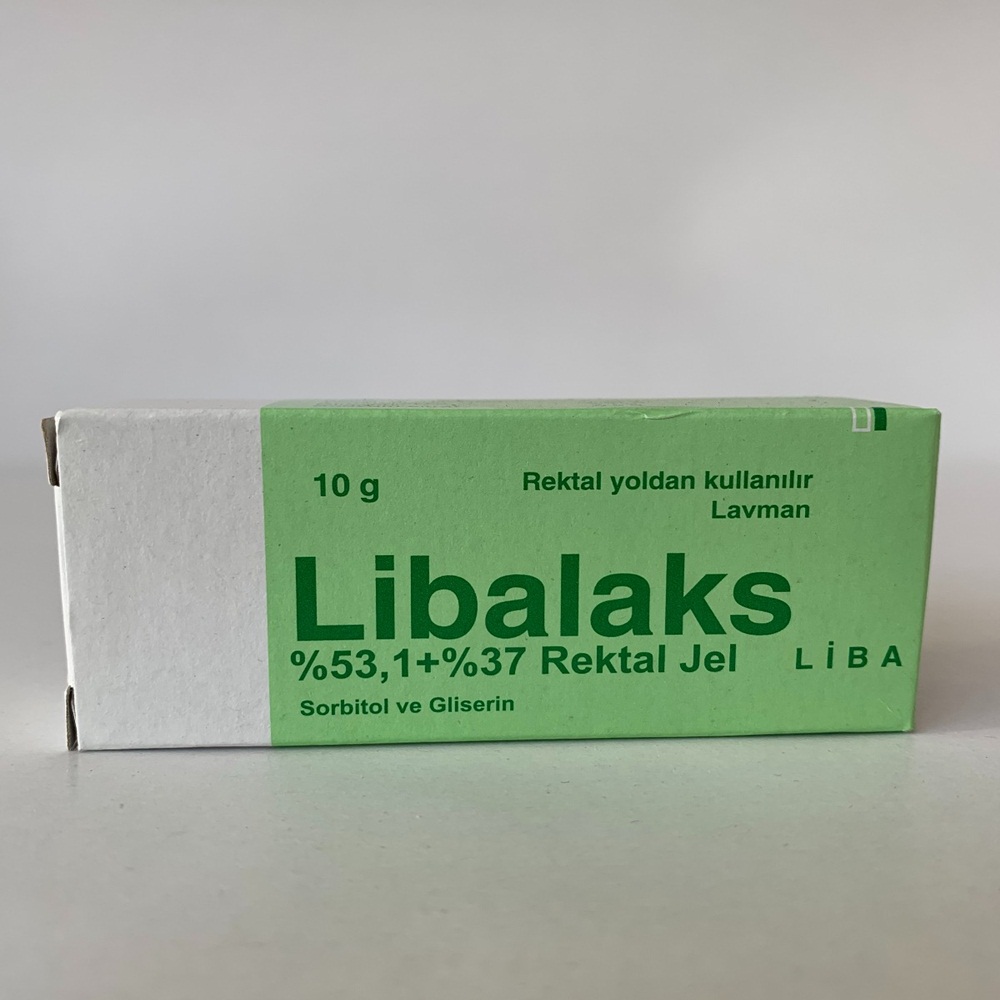 10 g
Rektal yoldan kullanılır
Lavman
Libalaks
%53,1+%37 Rektal Jel
LİBA
Sorbitol ve Gliserin